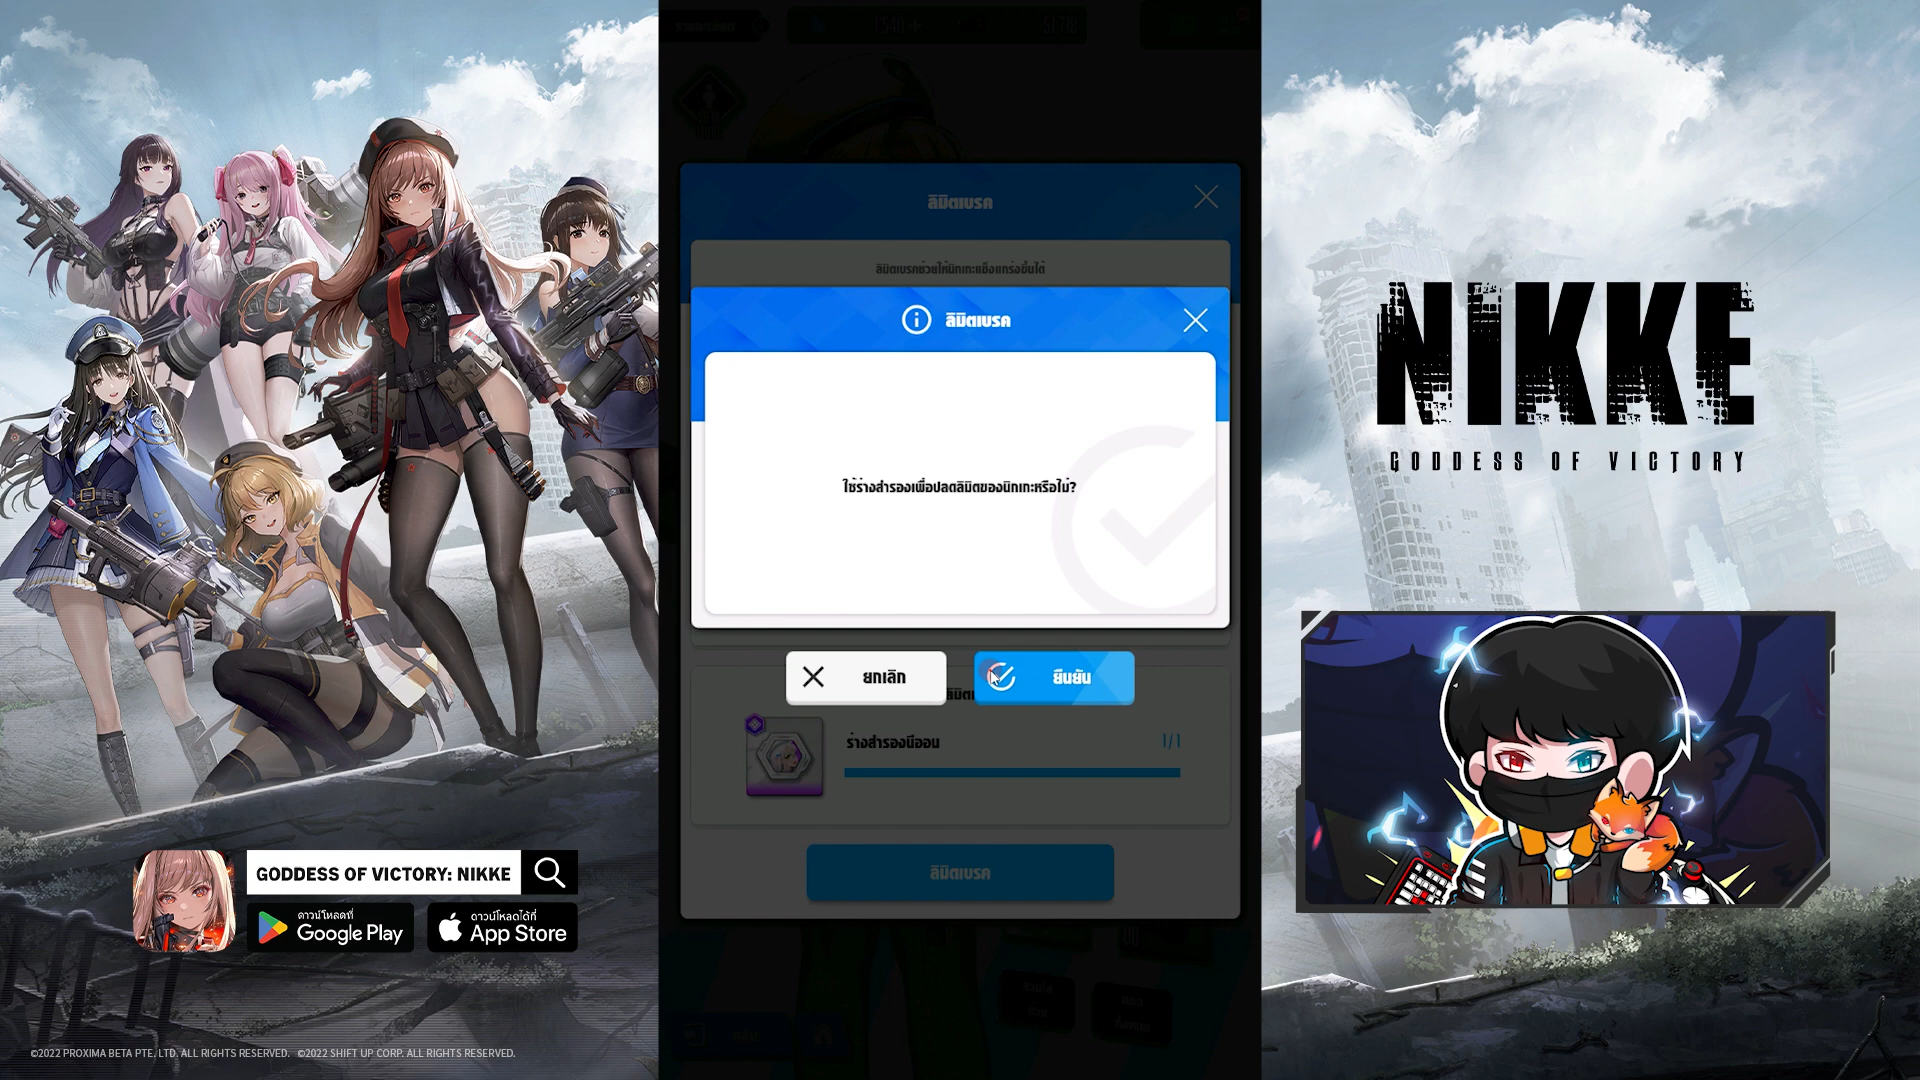 ลิมิตเบรค
ลิมิตเบรคช่วยให้นิกเกะแข็งแกร่งขึ้นได้
ลิมิตเบรค
ใช้ร่างสำรองเพื่อปลดลิมิตของนิกเกะหรือไม่?
ยกเลิก
ยืนยัน
ร่างสำรองนีออน
1/1
ลิมิตเบรค
NIKKE
GODDESS OF VICTORY
GODDESS OF VICTORY: NIKKE
ดาวน์โหลดที่
Google Play
ดาวน์โหลดได้ที่
App Store
©2022 PROXIMA BETA PTE. LTD. ALL RIGHTS RESERVED. ©2022 SHIFT UP CORP. ALL RIGHTS RESERVED.